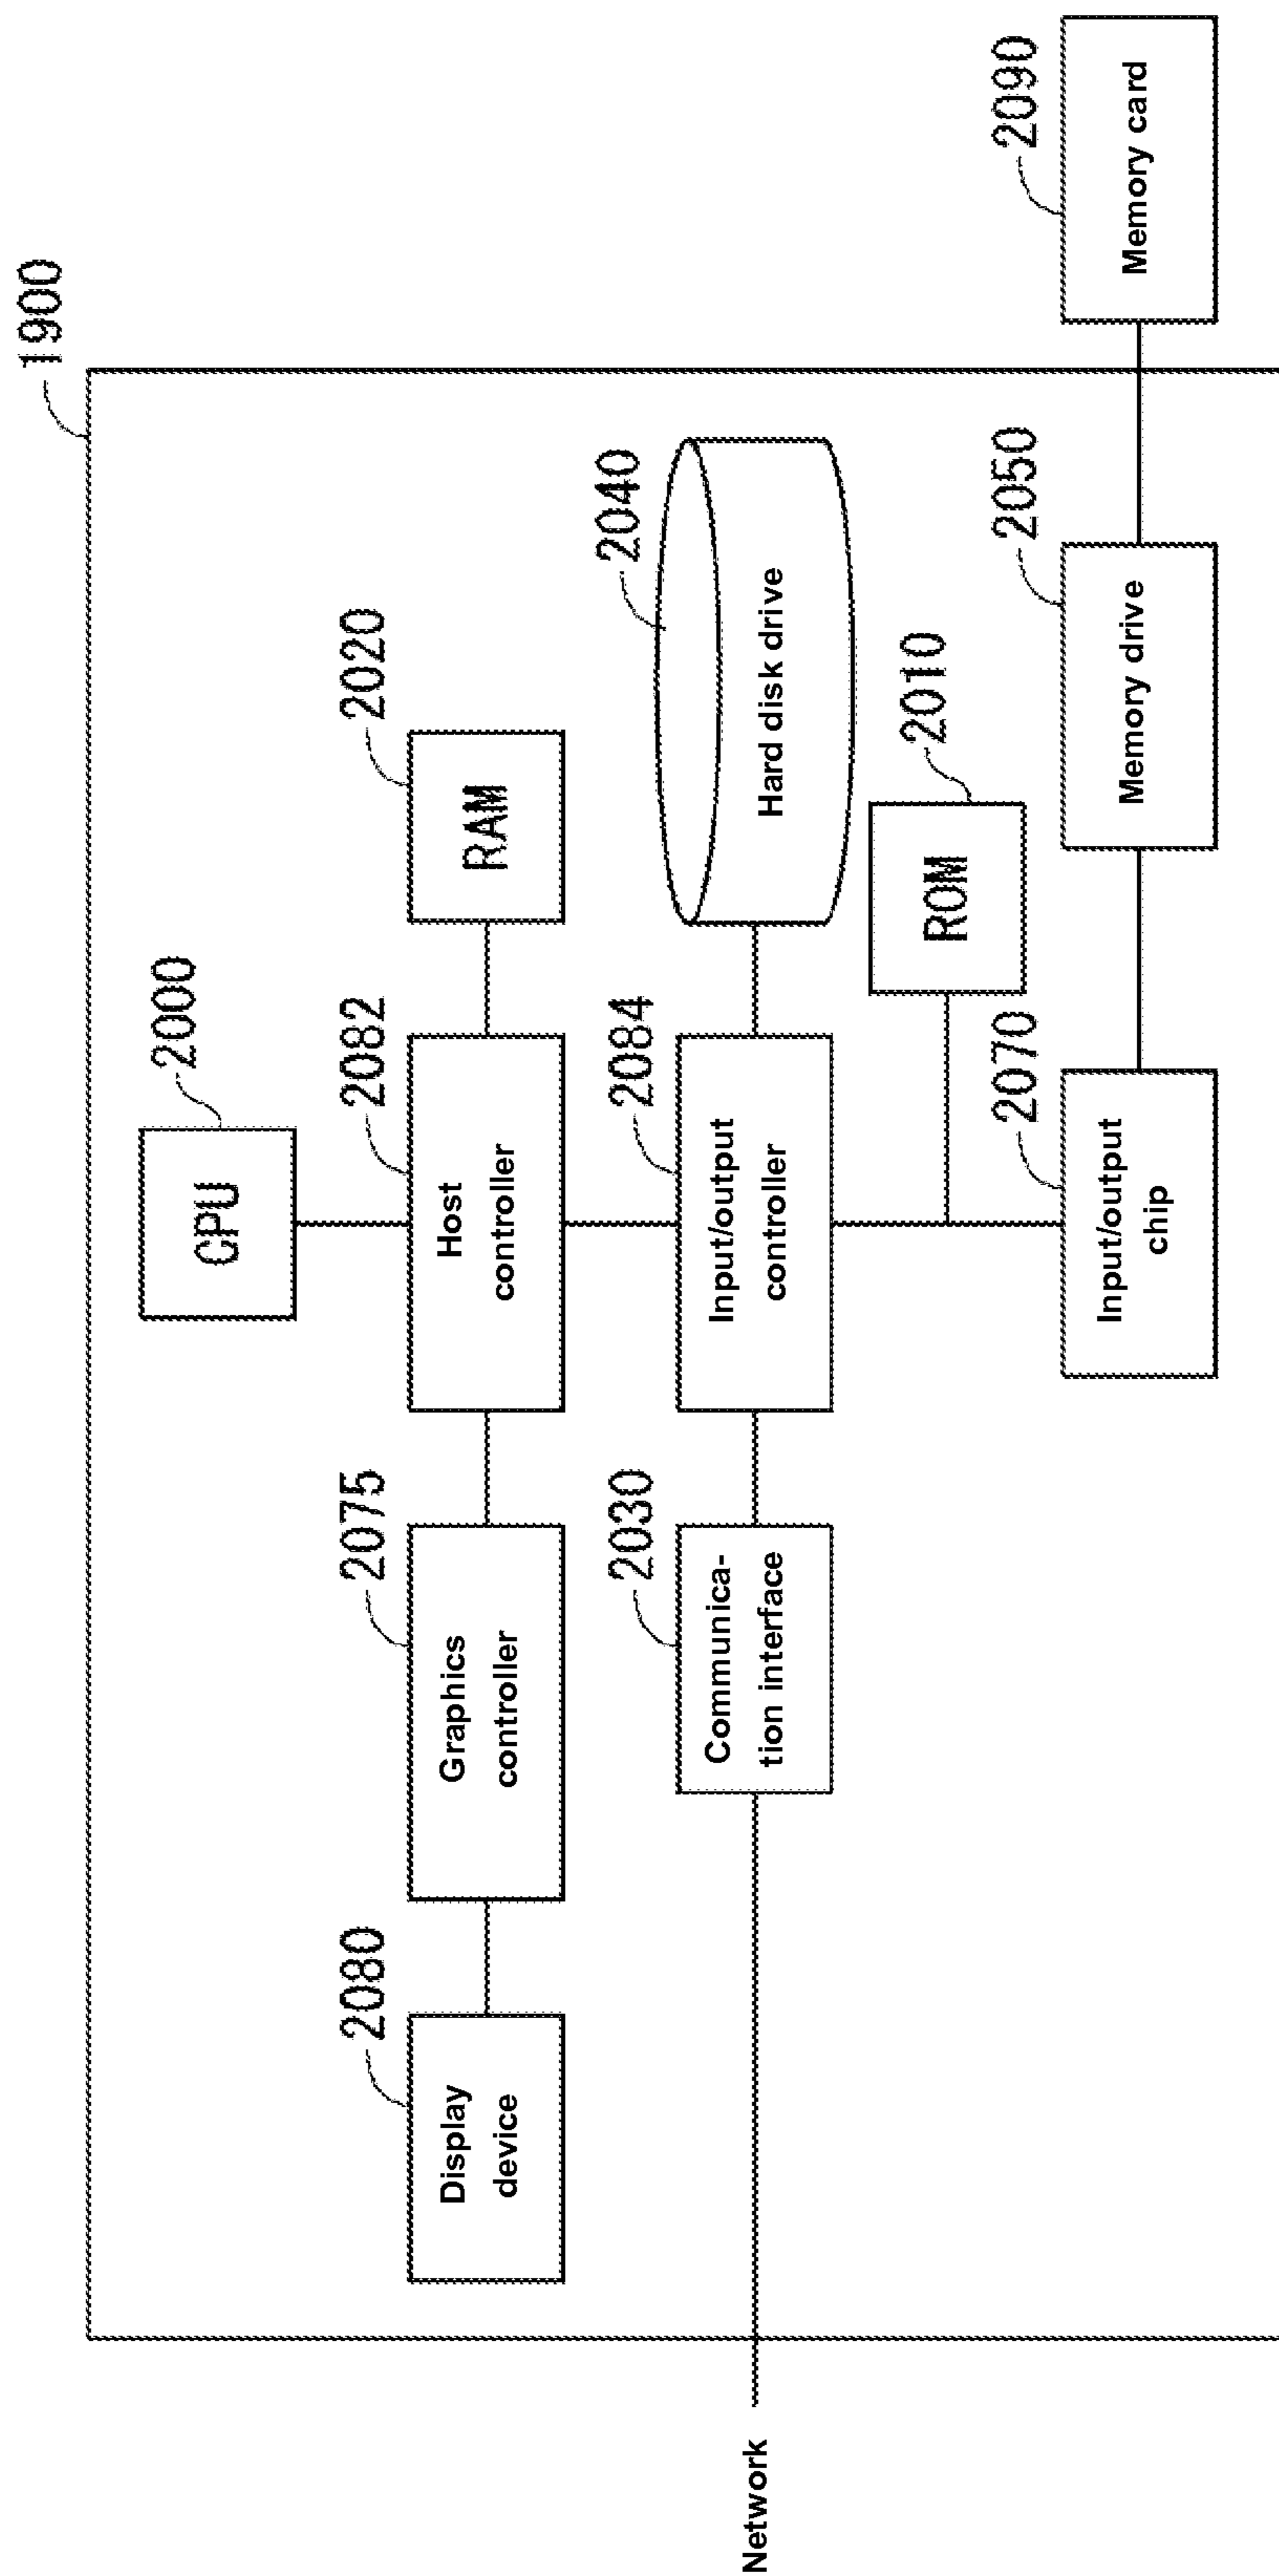 1900
2000
CPU
2080
Display
device
2075
Graphics
controller
2082
Host
controller
2020
RAM
Network
2030
Communica-
tion interface
2084
Input/output
controller
2040
Hard disk drive
2010
ROM
2070
Input/output
chip
2050
Memory drive
2090
Memory card